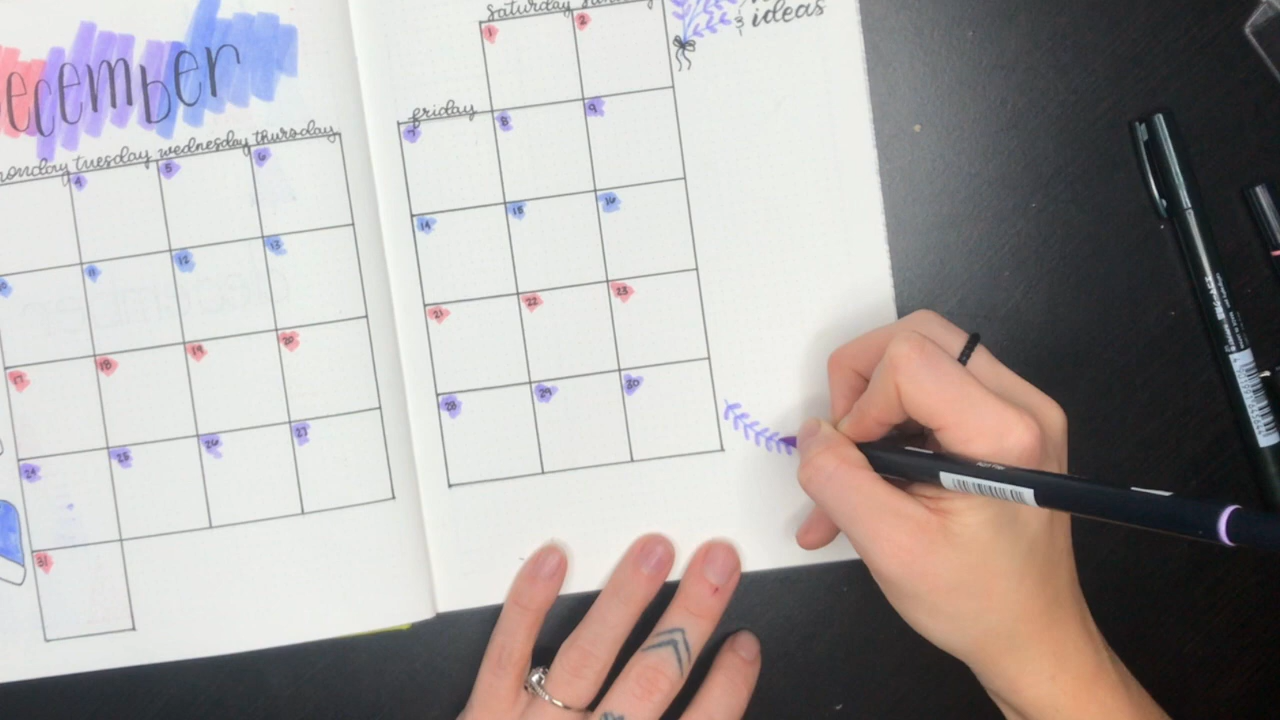 ecember
monday tuesday wednesday thursday
4 5 6
10 11 12 13
17 18 19 20
24 25 26 27
31
saturday
1 2
friday
7 8 9
14 15 16
21 22 23
28 29 30
&
ideas